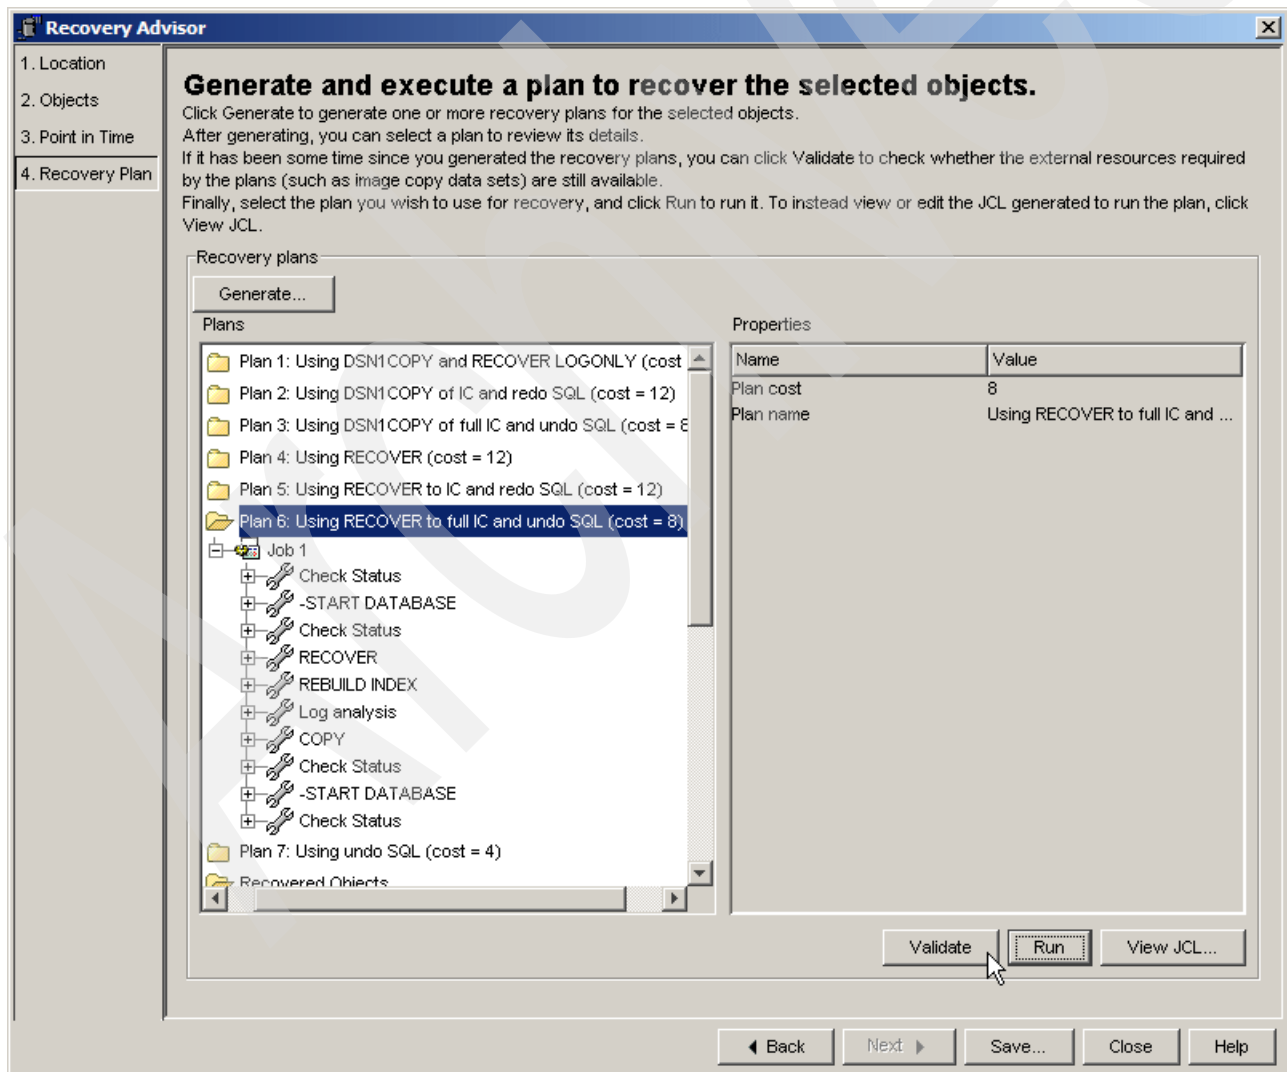 Recovery Advisor
1. Location
2. Objects
3. Point in Time
4. Recovery Plan
Generate and execute a plan to recover the selected objects.
Click Generate to generate one or more recovery plans for the selected objects.
After generating, you can select a plan to review its details.
If it has been some time since you generated the recovery plans, you can click Validate to check whether the external resources required
by the plans (such as image copy data sets) are still available.
Finally, select the plan you wish to use for recovery, and click Run to run it. To instead view or edit the JCL generated to run the plan, click
View JCL.
Recovery plans
Generate...
Plans
Plan 1: Using DSN1COPY and RECOVER LOGONLY (cost
Plan 2: Using DSN1COPY of IC and redo SQL (cost = 12)
Plan 3: Using DSN1COPY of full IC and undo SQL (cost =
Plan 4: Using RECOVER (cost = 12)
Plan 5: Using RECOVER to IC and redo SQL (cost = 12)
Plan 6: Using RECOVER to full IC and undo SQL (cost = 8)
Job 1
Check Status
-START DATABASE
Check Status
RECOVER
REBUILD INDEX
Log analysis
COPY
Check Status
-START DATABASE
Check Status
Plan 7: Using undo SQL (cost = 4)
Recovered Objects
Properties
Name Value
Plan cost 8
Plan name Using RECOVER to full IC and ...
Validate Run View JCL...
Back Next Save... Close Help